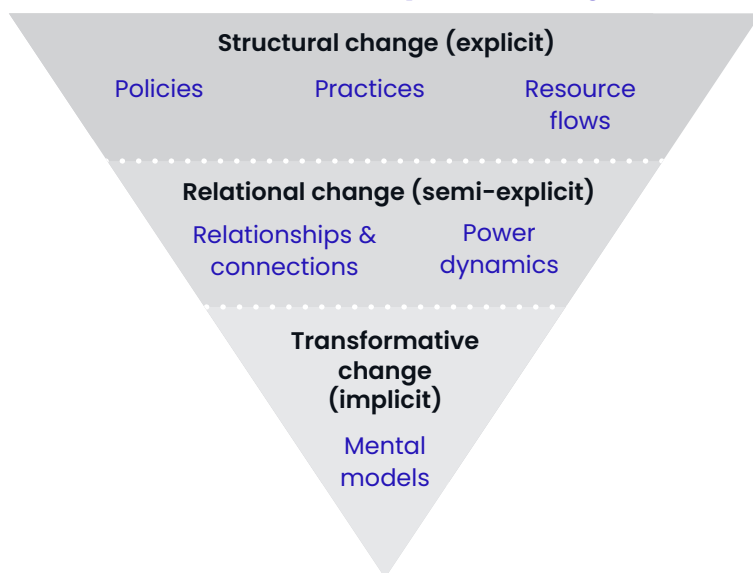 Structural change (explicit)
Policies Practices Resource
flows
Relational change (semi-explicit)
Relationships & Power
connections dynamics
Transformative
change
(implicit)
Mental
models